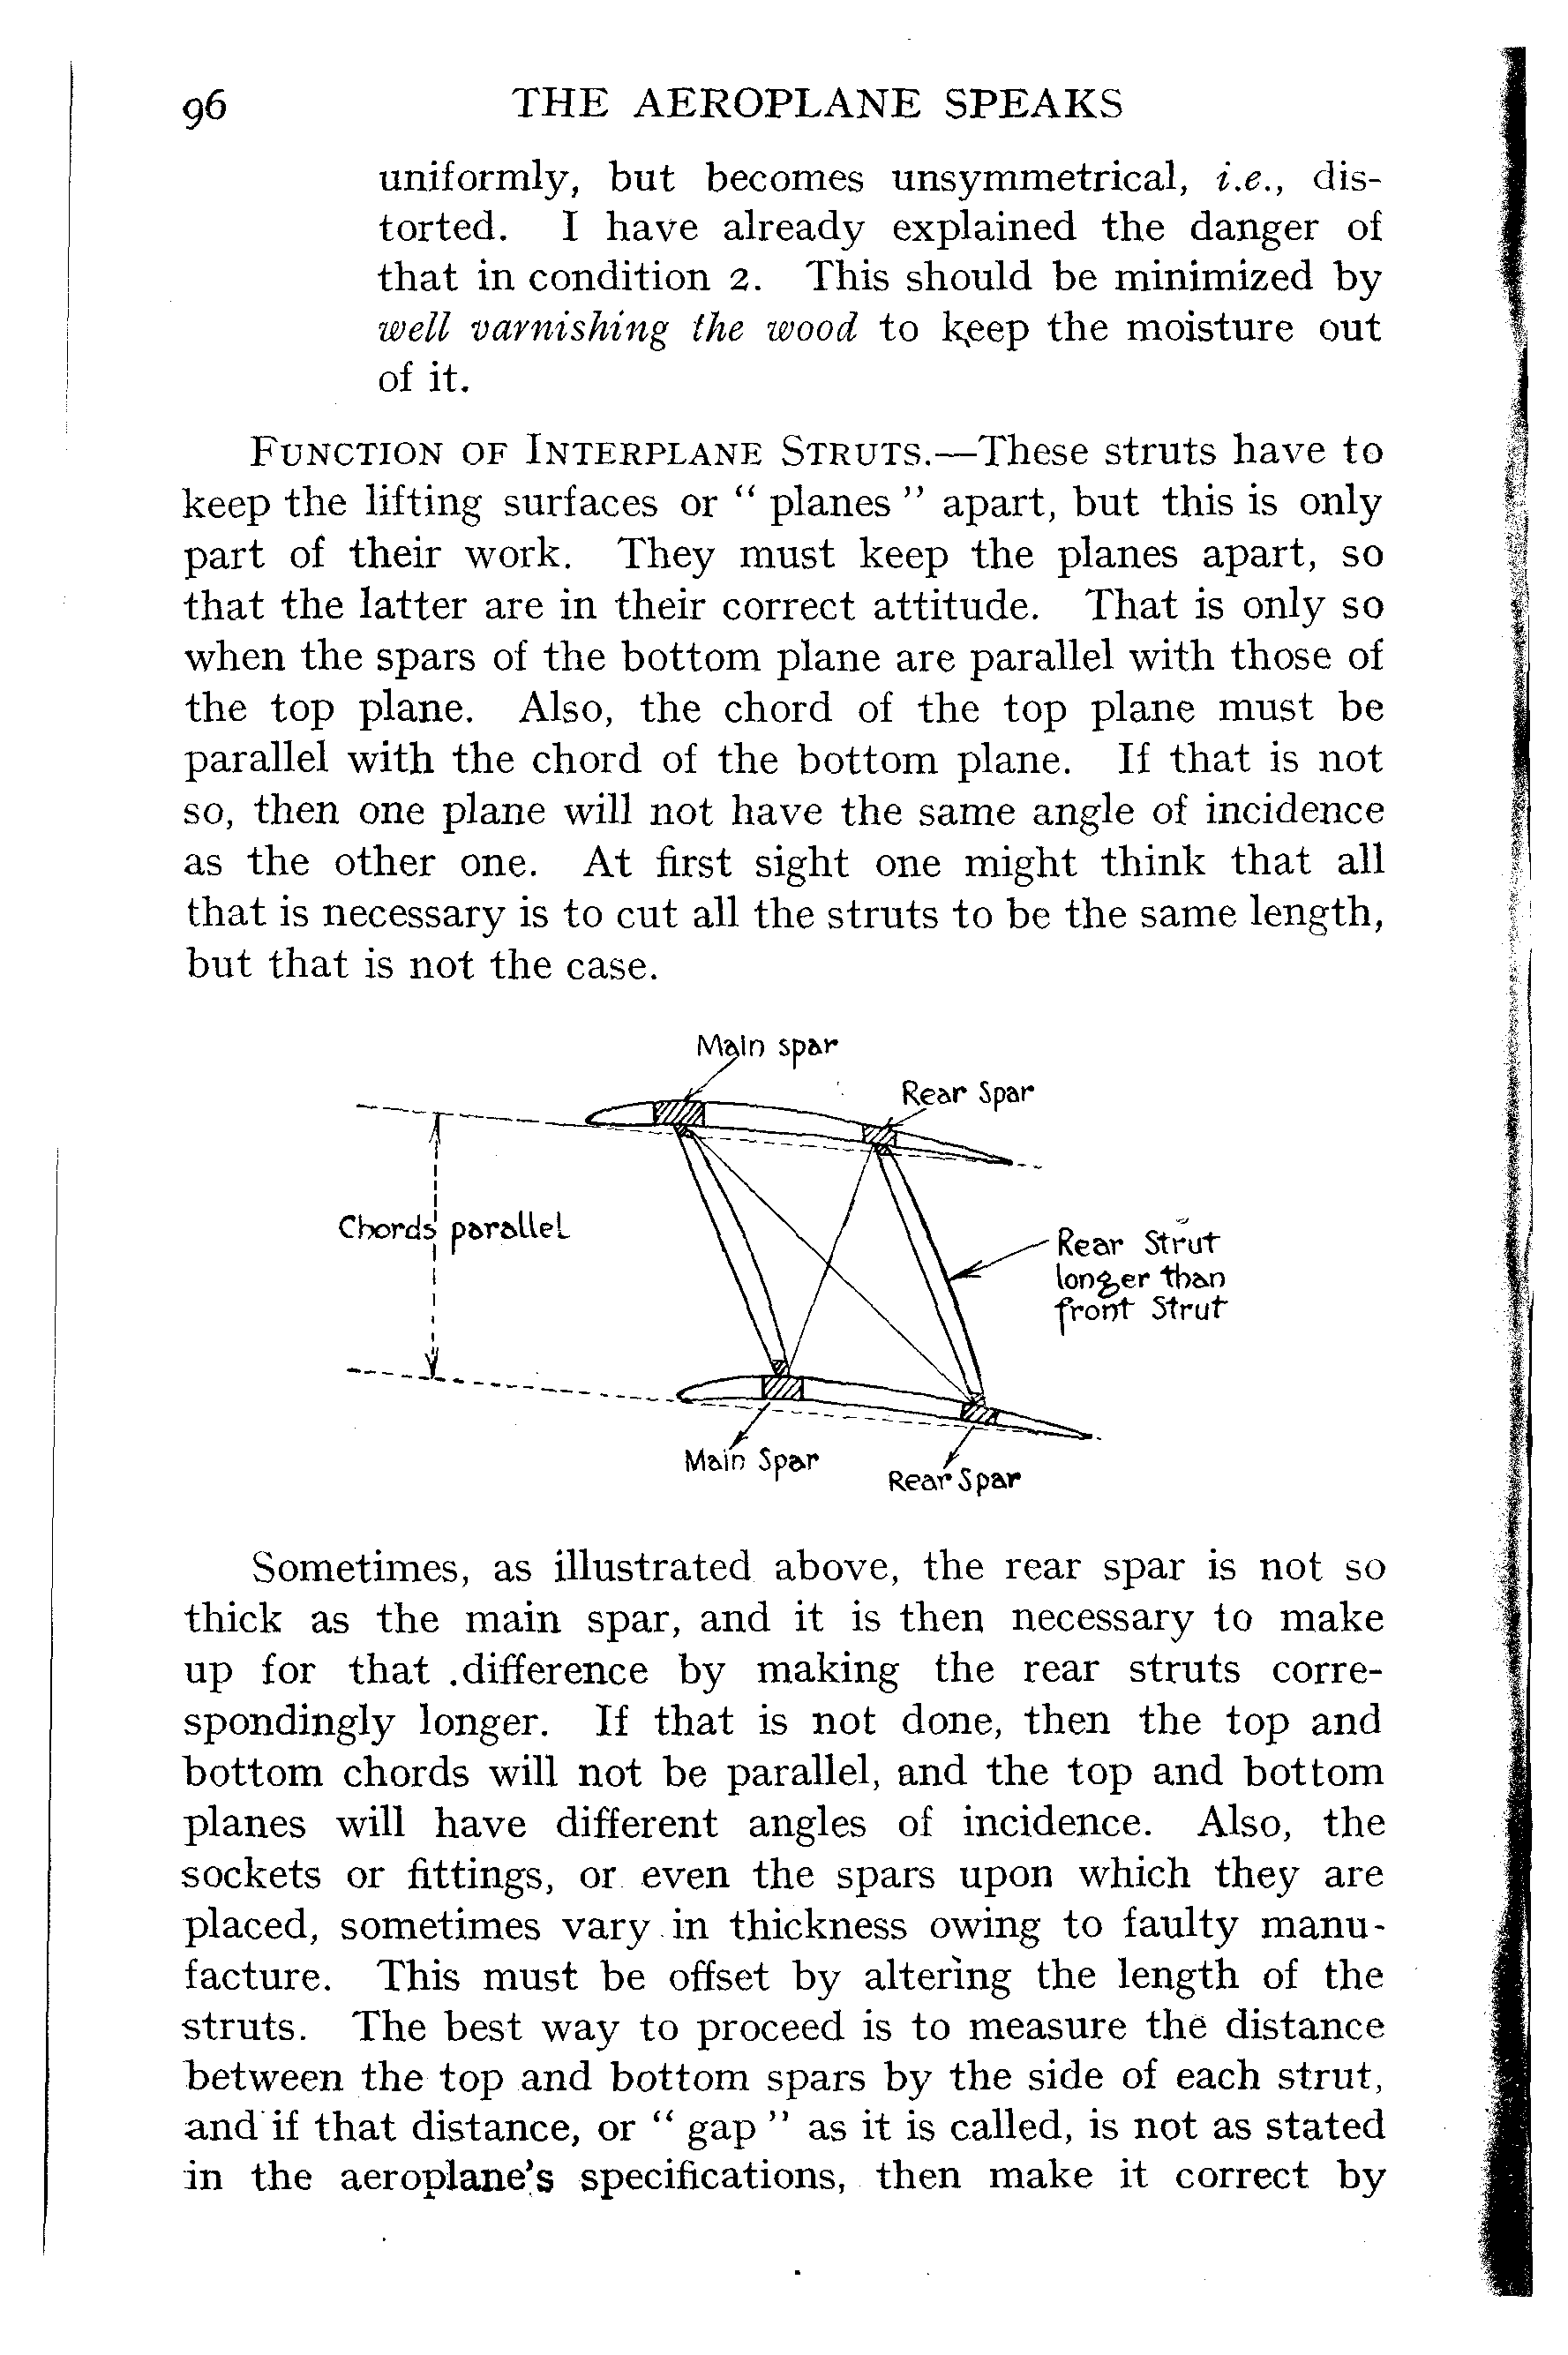 96 THE AEROPLANE SPEAKS
uniformly, but becomes unsymmetrical, i.e., dis-
torted. I have already explained the danger of
that in condition 2. This should be minimized by
well varnishing the wood to keep the moisture out
of it.
FUNCTION OF INTERPLANE STRUTS.—These struts have to
keep the lifting surfaces or " planes " apart, but this is only
part of their work. They must keep the planes apart, so
that the latter are in their correct attitude. That is only so
when the spars of the bottom plane are parallel with those of
the top plane. Also, the chord of the top plane must be
parallel with the chord of the bottom plane. If that is not
so, then one plane will not have the same angle of incidence
as the other one. At first sight one might think that all
that is necessary is to cut all the struts to be the same length,
but that is not the case.
Main spar
Rear Spar
Chords parallel
Rear Strut
longer than
front Strut
Main Spar
Rear Spar
Sometimes, as illustrated above, the rear spar is not so
thick as the main spar, and it is then necessary to make
up for that difference by making the rear struts corre-
spondingly longer. If that is not done, then the top and
bottom chords will not be parallel, and the top and bottom
planes will have different angles of incidence. Also, the
sockets or fittings, or even the spars upon which they are
placed, sometimes vary in thickness owing to faulty manu-
facture. This must be offset by altering the length of the
struts. The best way to proceed is to measure the distance
between the top and bottom spars by the side of each strut,
and if that distance, or " gap " as it is called, is not as stated
in the aeroplane's specifications, then make it correct by